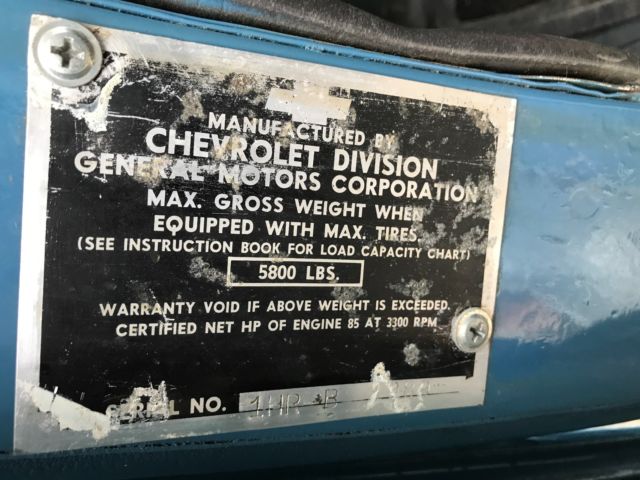 MANUFACTURED BY
CHEVROLET DIVISION
GENERAL MOTORS CORPORATION
MAX. GROSS WEIGHT WHEN
EQUIPPED WITH MAX. TIRES.
(SEE INSTRUCTION BOOK FOR LOAD CAPACITY CHART)
5800 LBS.
WARRANTY VOID IF ABOVE WEIGHT IS EXCEEDED
CERTIFIED NET HP OF ENGINE 85 AT 3300 RPM
SERIAL NO. 1HR B